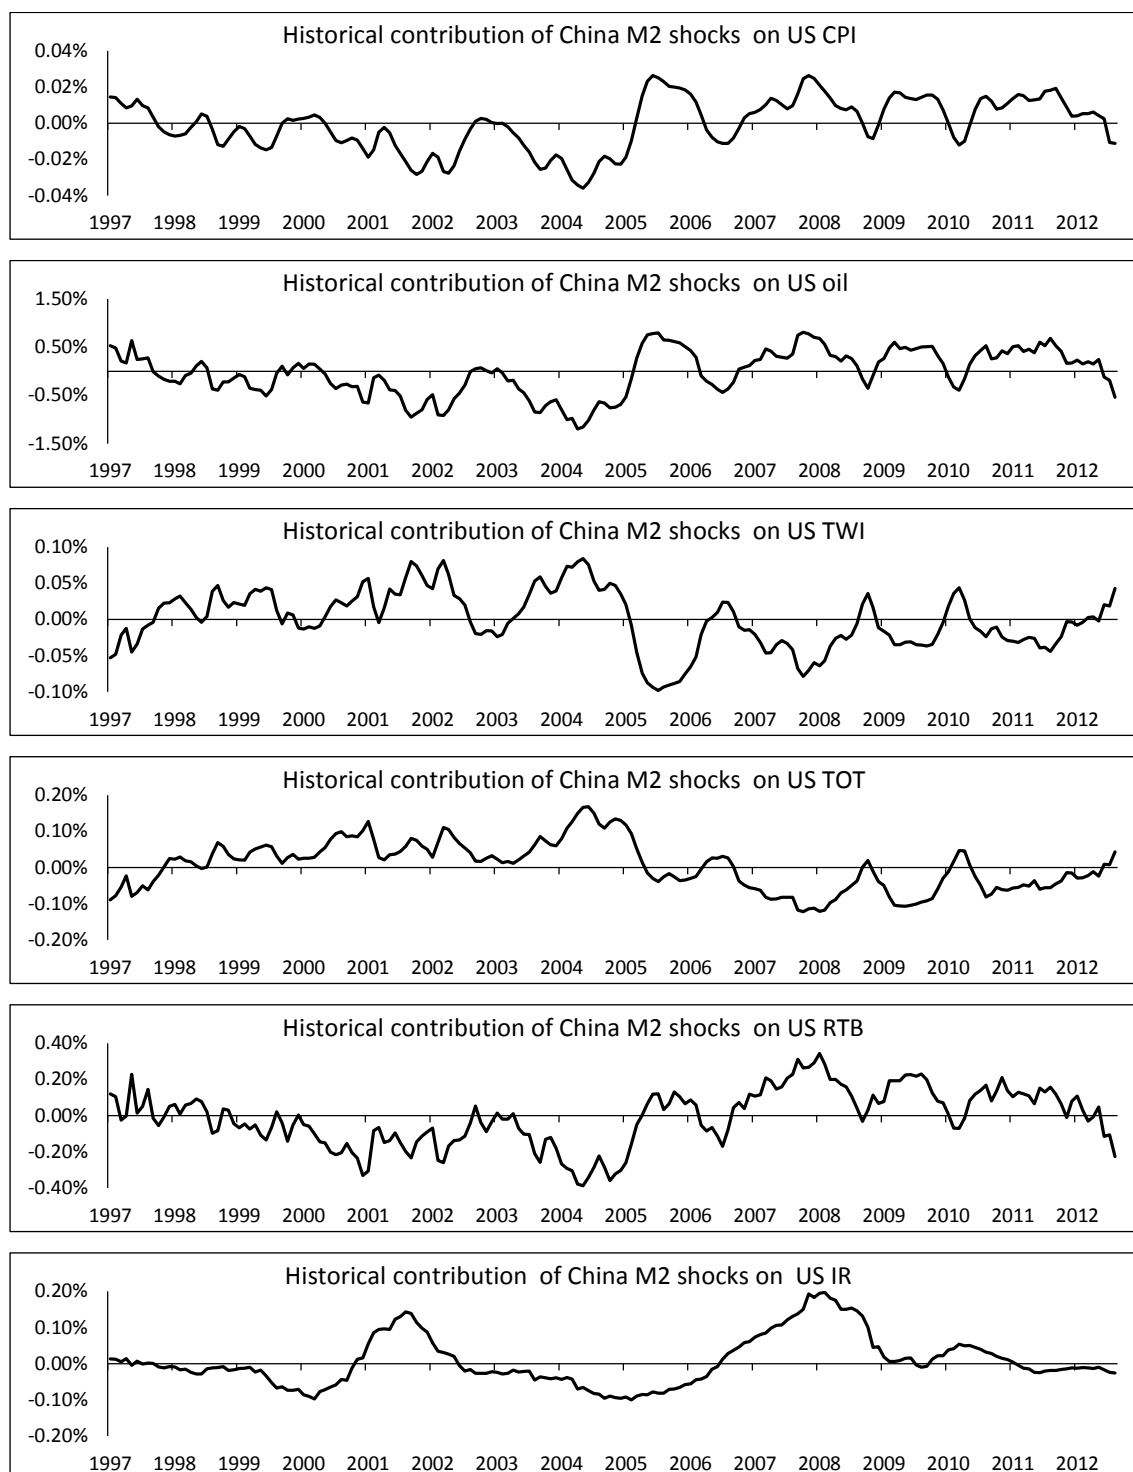 Historical contribution of China M2 shocks on US CPI
0.04%
0.02%
0.00%
-0.02%
-0.04%
1997 1998 1999 2000 2001 2002 2003 2004 2005 2006 2007 2008 2009 2010 2011 2012
Historical contribution of China M2 shocks on US oil
1.50%
0.50%
-0.50%
-1.50%
1997 1998 1999 2000 2001 2002 2003 2004 2005 2006 2007 2008 2009 2010 2011 2012
Historical contribution of China M2 shocks on US TWI
0.10%
0.05%
0.00%
-0.05%
-0.10%
1997 1998 1999 2000 2001 2002 2003 2004 2005 2006 2007 2008 2009 2010 2011 2012
Historical contribution of China M2 shocks on US TOT
0.20%
0.10%
0.00%
-0.10%
-0.20%
1997 1998 1999 2000 2001 2002 2003 2004 2005 2006 2007 2008 2009 2010 2011 2012
Historical contribution of China M2 shocks on US RTB
0.40%
0.20%
0.00%
-0.20%
-0.40%
1997 1998 1999 2000 2001 2002 2003 2004 2005 2006 2007 2008 2009 2010 2011 2012
Historical contribution of China M2 shocks on US IR
0.20%
0.10%
0.00%
-0.10%
-0.20%
1997 1998 1999 2000 2001 2002 2003 2004 2005 2006 2007 2008 2009 2010 2011 2012